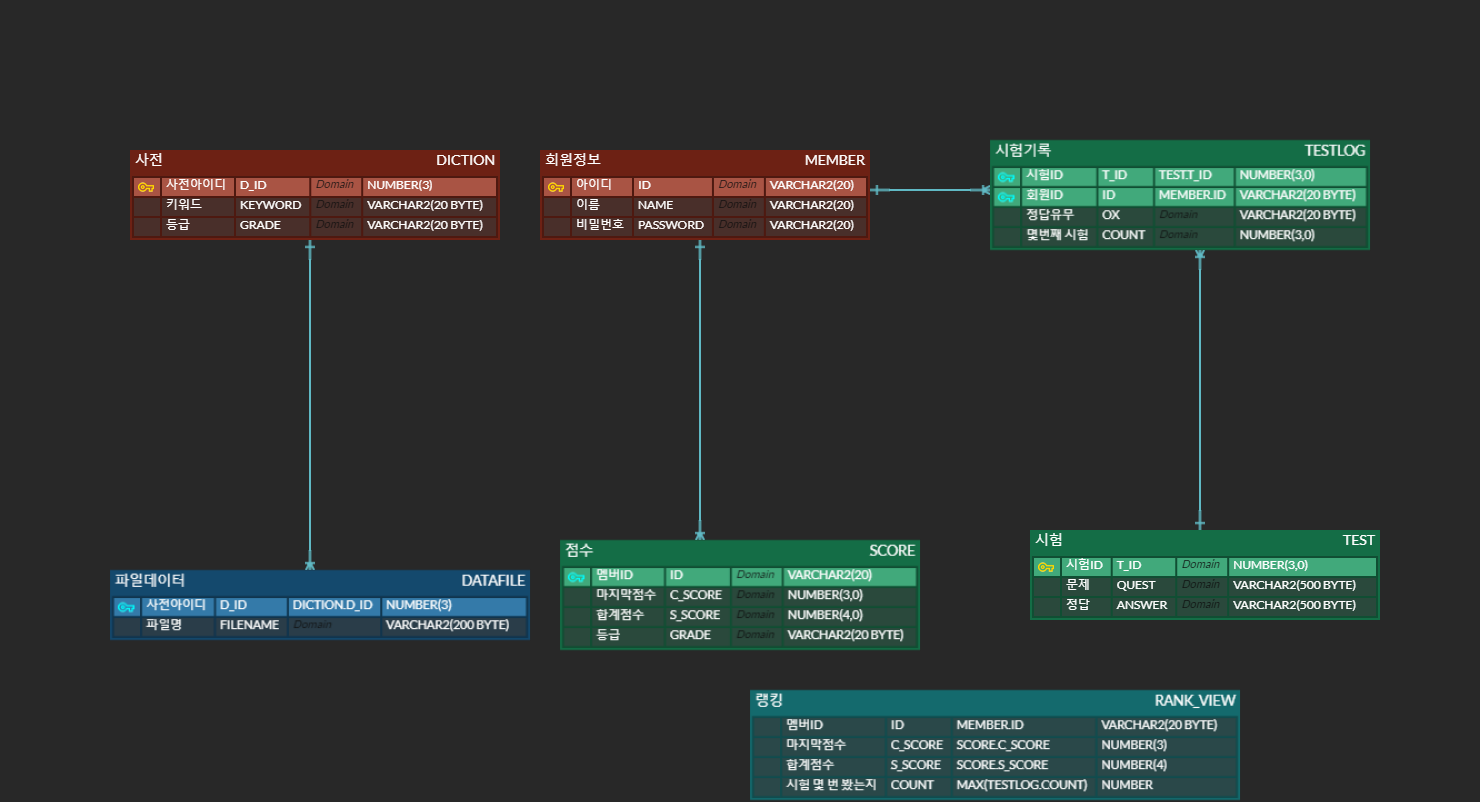 사전 DICTION
사전아이디 D_ID Domain NUMBER(3)
키워드 KEYWORD Domain VARCHAR2(20 BYTE)
등급 GRADE Domain VARCHAR2(20 BYTE)
회원정보 MEMBER
아이디 ID Domain VARCHAR2(20)
이름 NAME Domain VARCHAR2(20)
비밀번호 PASSWORD Domain VARCHAR2(20)
시험기록 TESTLOG
시험ID T_ID TEST.T_ID NUMBER(3,0)
회원ID ID MEMBER.ID VARCHAR2(20 BYTE)
정답유무 OX Domain VARCHAR2(20 BYTE)
몇번째 시험 COUNT Domain NUMBER(3,0)
파일데이터 DATAFILE
사전아이디 D_ID DICTION.D_ID NUMBER(3)
파일명 FILENAME Domain VARCHAR2(200 BYTE)
점수 SCORE
멤버ID ID Domain VARCHAR2(20)
마지막점수 C_SCORE Domain NUMBER(3,0)
합계점수 S_SCORE Domain NUMBER(4,0)
등급 GRADE Domain VARCHAR2(20 BYTE)
시험 TEST
시험ID T_ID Domain NUMBER(3,0)
문제 QUEST Domain VARCHAR2(500 BYTE)
정답 ANSWER Domain VARCHAR2(500 BYTE)
랭킹 RANK_VIEW
멤버ID ID MEMBER.ID VARCHAR2(20 BYTE)
마지막점수 C_SCORE SCORE.C_SCORE NUMBER(3)
합계점수 S_SCORE SCORE.S_SCORE NUMBER(4)
시험 몇 번 봤는지 COUNT MAX(TESTLOG.COUNT) NUMBER